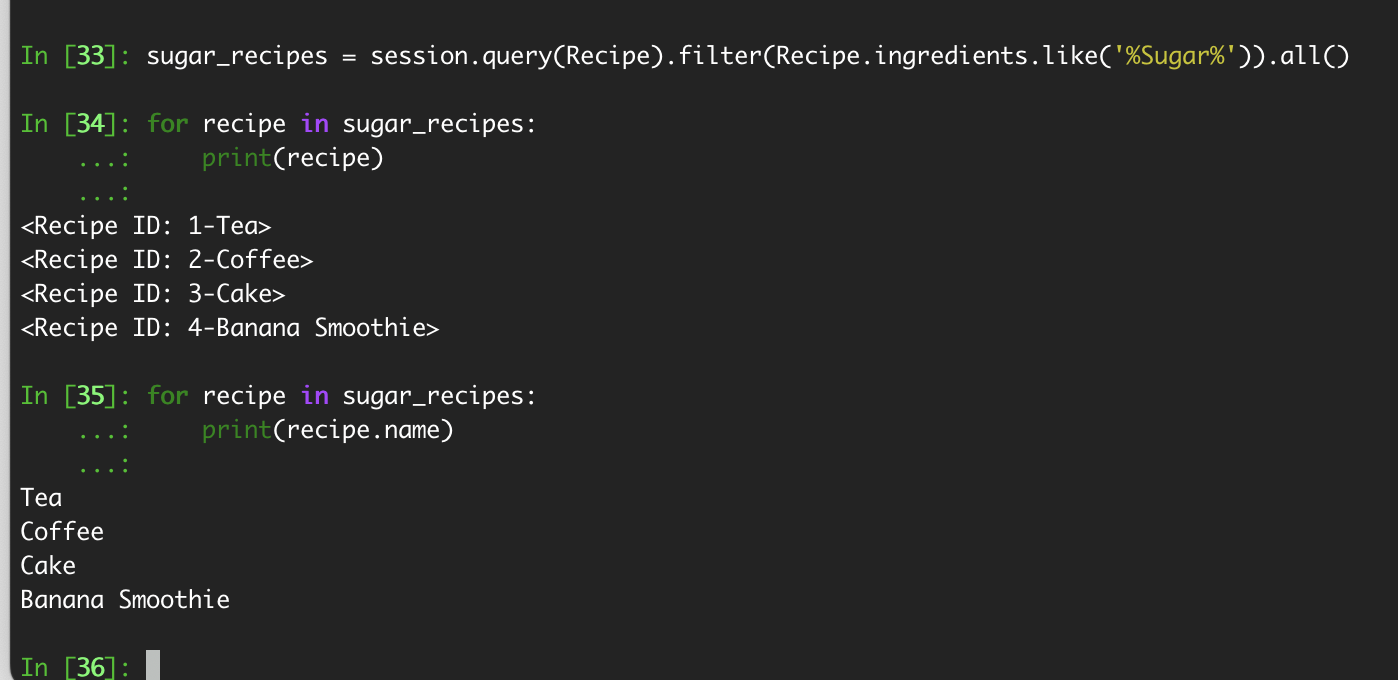 In [33]: sugar_recipes = session.query(Recipe).filter(Recipe.ingredients.like('%Sugar%')).all()
In [34]: for recipe in sugar_recipes:
    ...:     print(recipe)
    ...:
<Recipe ID: 1-Tea>
<Recipe ID: 2-Coffee>
<Recipe ID: 3-Cake>
<Recipe ID: 4-Banana Smoothie>
In [35]: for recipe in sugar_recipes:
    ...:     print(recipe.name)
    ...:
Tea
Coffee
Cake
Banana Smoothie
In [36]: